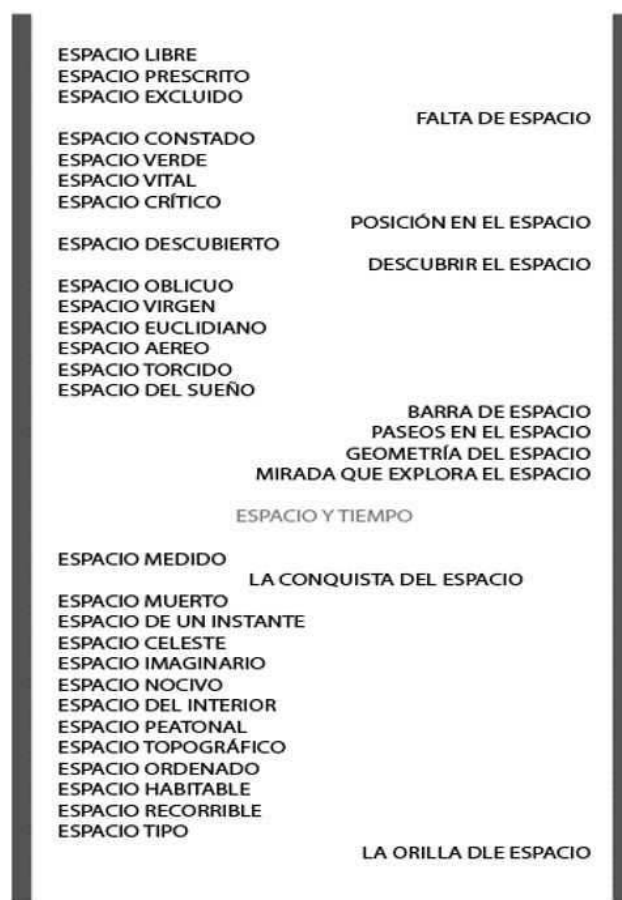 ESPACIO LIBRE
ESPACIO PRESCRITO
ESPACIO EXCLUIDO
FALTA DE ESPACIO
ESPACIO CONSTADO
ESPACIO VERDE
ESPACIO VITAL
ESPACIO CRÍTICO
POSICIÓN EN EL ESPACIO
ESPACIO DESCUBIERTO
DESCUBRIR EL ESPACIO
ESPACIO OBLICUO
ESPACIO VIRGEN
ESPACIO EUCLIDIANO
ESPACIO AEREO
ESPACIO TORCIDO
ESPACIO DEL SUEÑO
BARRA DE ESPACIO
PASEOS EN EL ESPACIO
GEOMETRÍA DEL ESPACIO
MIRADA QUE EXPLORA EL ESPACIO
ESPACIO Y TIEMPO
ESPACIO MEDIDO
LA CONQUISTA DEL ESPACIO
ESPACIO MUERTO
ESPACIO DE UN INSTANTE
ESPACIO CELESTE
ESPACIO IMAGINARIO
ESPACIO NOCIVO
ESPACIO DEL INTERIOR
ESPACIO PEATONAL
ESPACIO TOPOGRÁFICO
ESPACIO ORDENADO
ESPACIO HABITABLE
ESPACIO RECORRIBLE
ESPACIO TIPO
LA ORILLA DLE ESPACIO